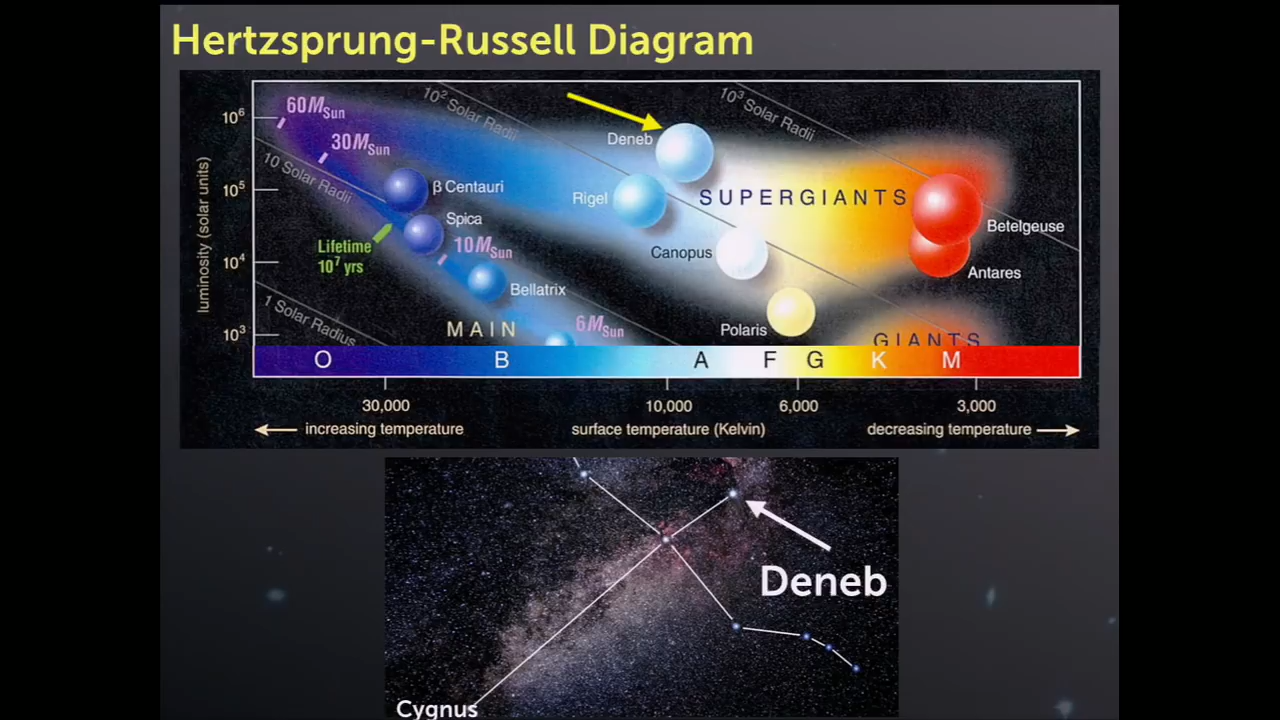 Hertzsprung-Russell Diagram
10⁶
60MSun
10² Solar Radii
10³ Solar Radii
Deneb
30MSun
10 Solar Radii
10⁵
β Centauri
Rigel
SUPERGIANTS
Spica
Betelgeuse
Lifetime
10⁷ yrs
10MSun
Canopus
10⁴
Antares
Bellatrix
1 Solar Radius
MAIN
6MSun
Polaris
10³
GIANTS
luminosity (solar units)
O B A F G K M
30,000 10,000 6,000 3,000
increasing temperature surface temperature (Kelvin) decreasing temperature
Deneb
Cygnus